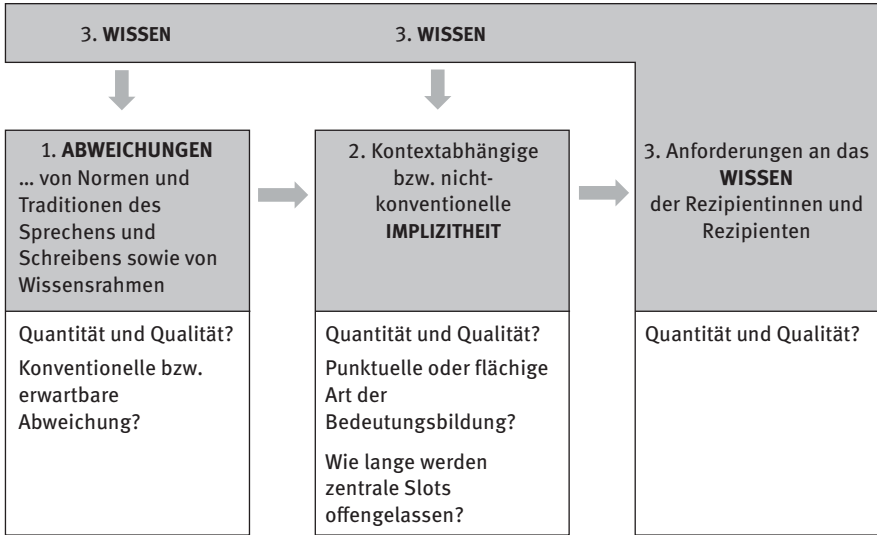 3. WISSEN
3. WISSEN
1. ABWEICHUNGEN
... von Normen und
Traditionen des
Sprechens und
Schreibens sowie von
Wissensrahmen
Quantität und Qualität?
Konventionelle bzw.
erwartbare
Abweichung?
2. Kontextabhängige
bzw. nicht-
konventionelle
IMPLIZITHEIT
Quantität und Qualität?
Punktuelle oder flächige
Art der
Bedeutungsbildung?
Wie lange werden
zentrale Slots
offengelassen?
3. Anforderungen an das
WISSEN
der Rezipientinnen und
Rezipienten
Quantität und Qualität?